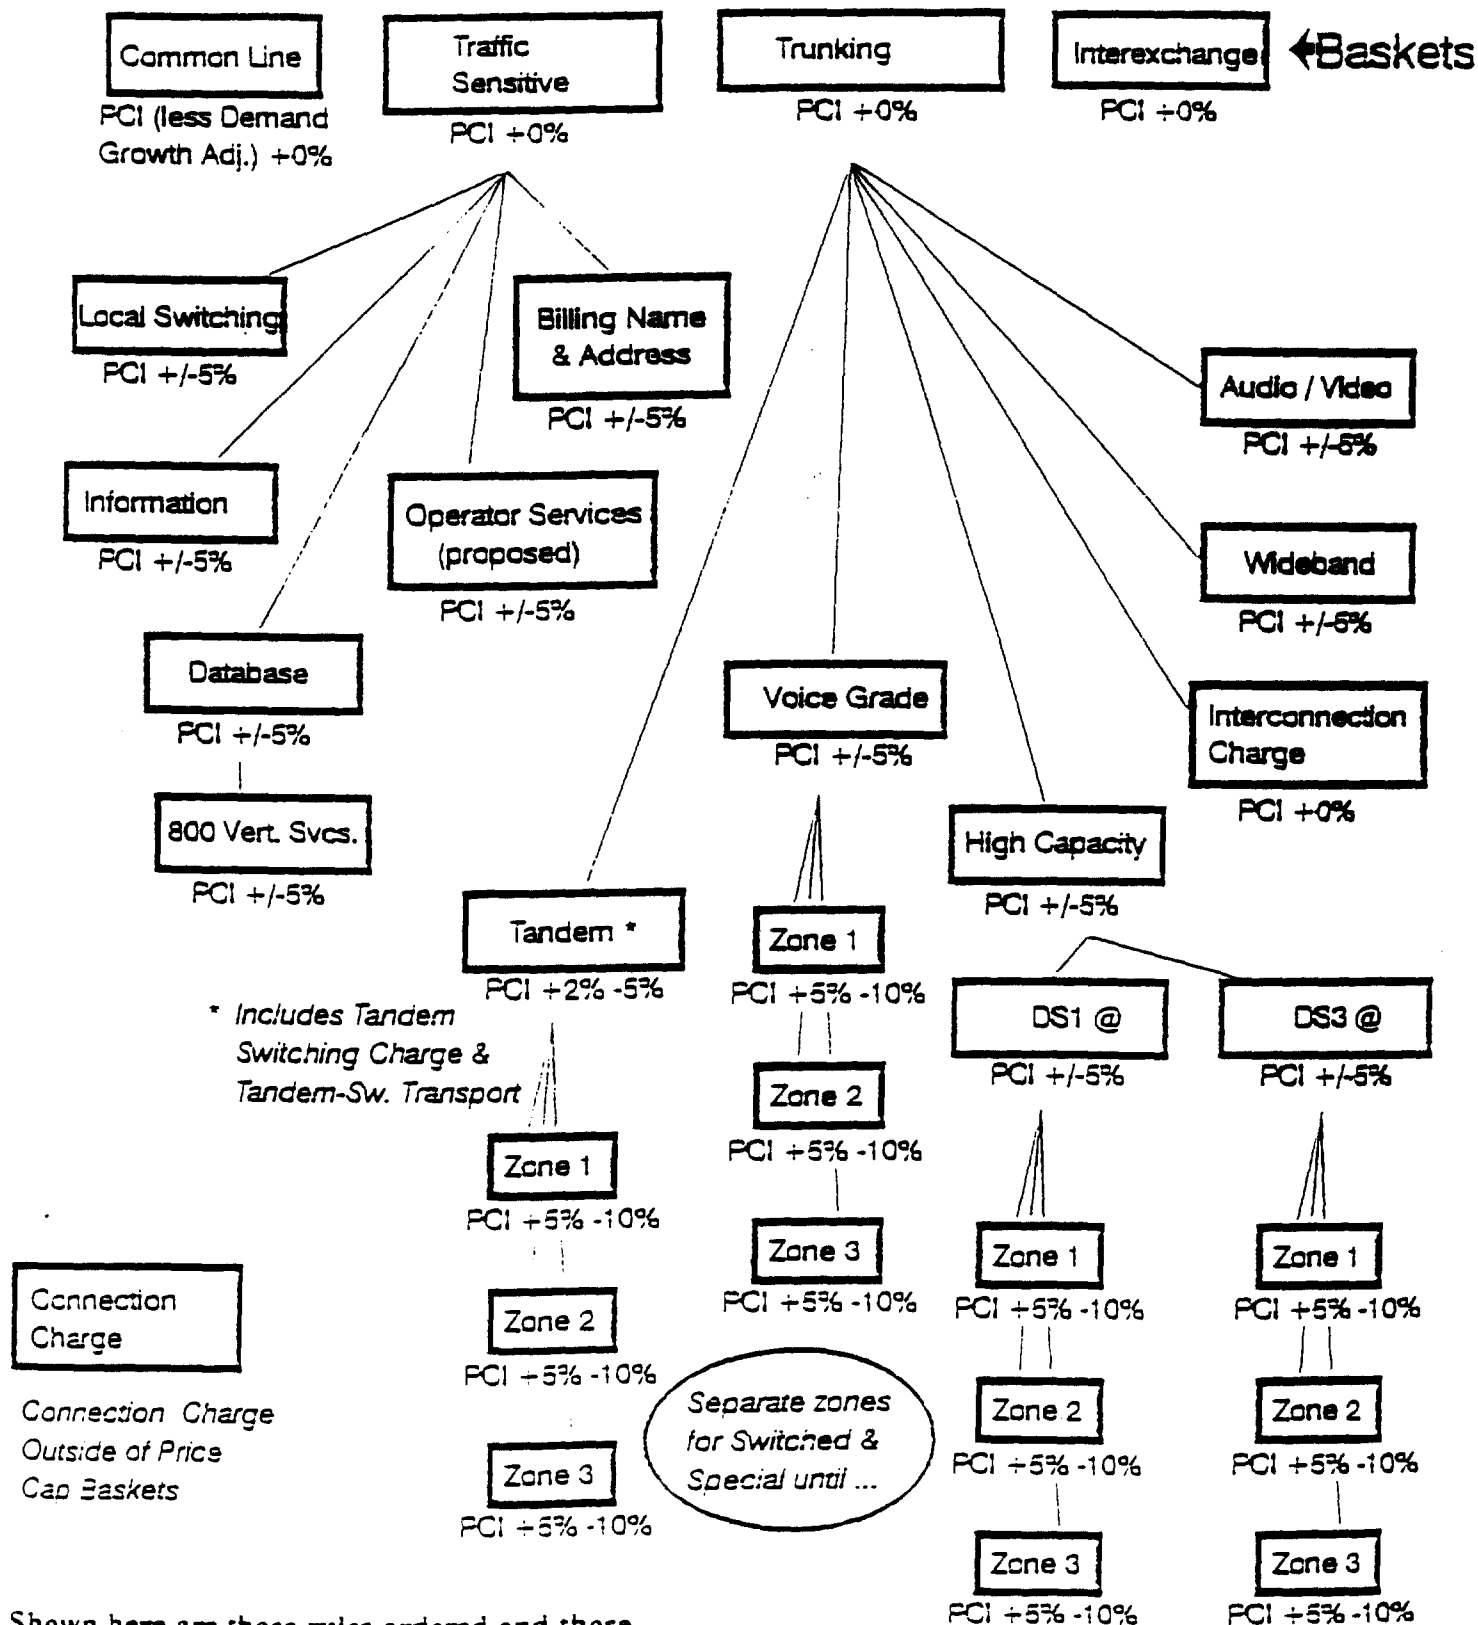 Common Line
PCI (less Demand
Growth Adj.) +0%
Traffic
Sensitive
PCI +0%
Trunking
PCI +0%
Interexchange
PCI +0%
Baskets
Local Switching
PCI +/-5%
Billing Name
& Address
PCI +/-5%
Audio / Video
PCI +/-5%
Information
PCI +/-5%
Operator Services
(proposed)
PCI +/-5%
Wideband
PCI +/-5%
Database
PCI +/-5%
Voice Grade
PCI +/-5%
Interconnection
Charge
PCI +0%
800 Vert. Svcs.
PCI +/-5%
High Capacity
PCI +/-5%
Tandem *
PCI +2% -5%
* Includes Tandem
Switching Charge &
Tandem-Sw. Transport
Zone 1
PCI +5% -10%
Zone 2
PCI +5% -10%
Zone 3
PCI +5% -10%
DS1 @
PCI +/-5%
DS3 @
PCI +/-5%
Zone 1
PCI +5% -10%
Zone 2
PCI +5% -10%
Zone 3
PCI +5% -10%
Zone 1
PCI +5% -10%
Zone 2
PCI +5% -10%
Zone 3
PCI +5% -10%
Zone 1
PCI +5% -10%
Zone 2
PCI +5% -10%
Zone 3
PCI +5% -10%
Connection
Charge
Connection Charge
Outside of Price
Cap Baskets
Separate zones
for Switched &
Special until ...
Shown here are those rules ordered and those